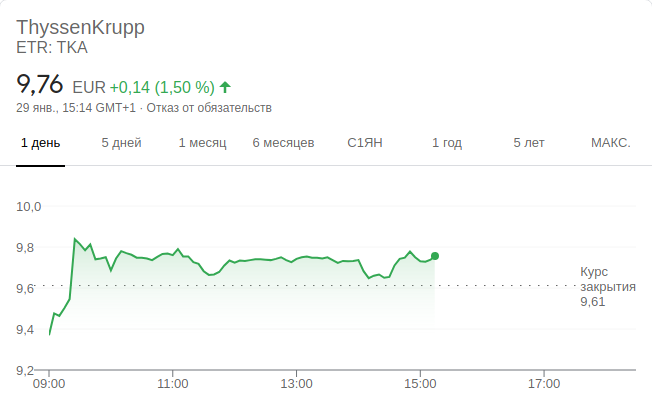 ThyssenKrupp
ETR: TKA
9,76 EUR +0,14 (1,50 %)
29 янв., 15:14 GMT+1 · Отказ от обязательств
1 день 5 дней 1 месяц 6 месяцев С1ЯН 1 год 5 лет МАКС.
10,0
9,8
9,6
9,4
9,2
Курс
закрытия
9,61
09:00 11:00 13:00 15:00 17:00